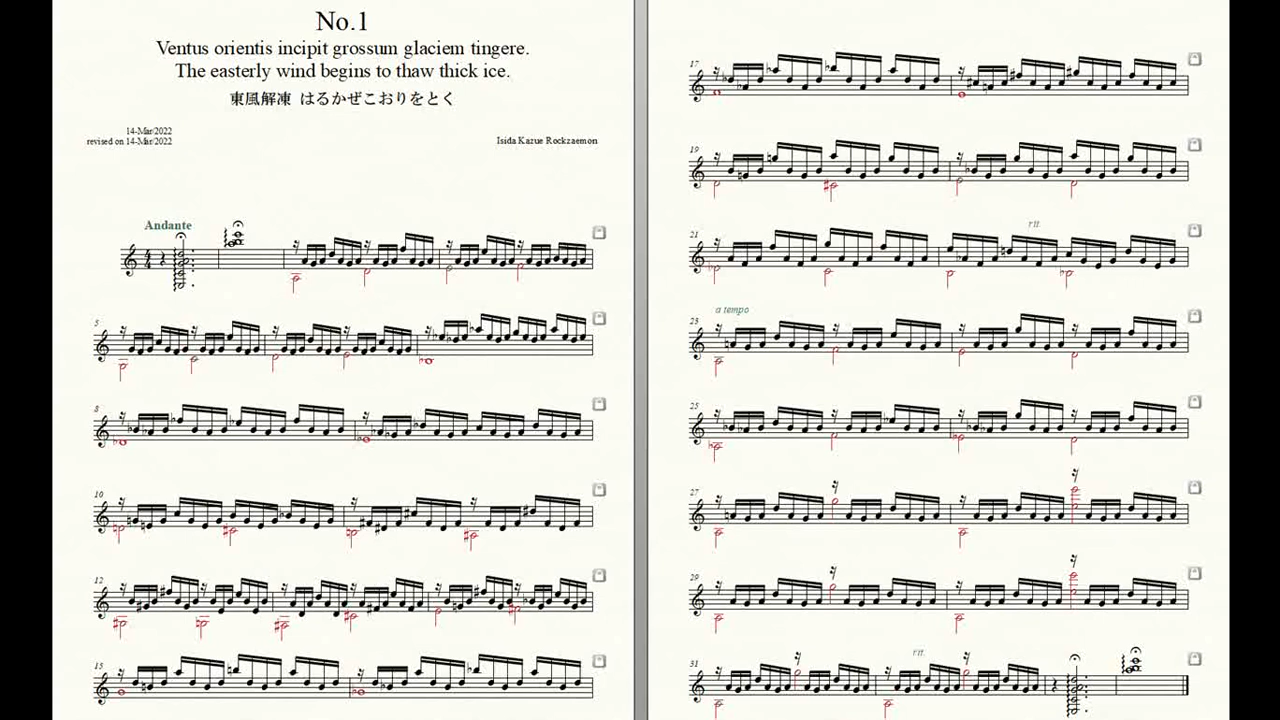 No.1
Ventus orientis incipit grossum glaciem tingere.
The easterly wind begins to thaw thick ice.
東風解凍 はるかぜこおりをとく
14-Mar/2022
revised on 14-Mar/2022
Isida Kazue Rockzaemon
Andante
4
4
5
8
10
12
15
17
19
21
rit.
a tempo
23
25
27
29
31
rit.